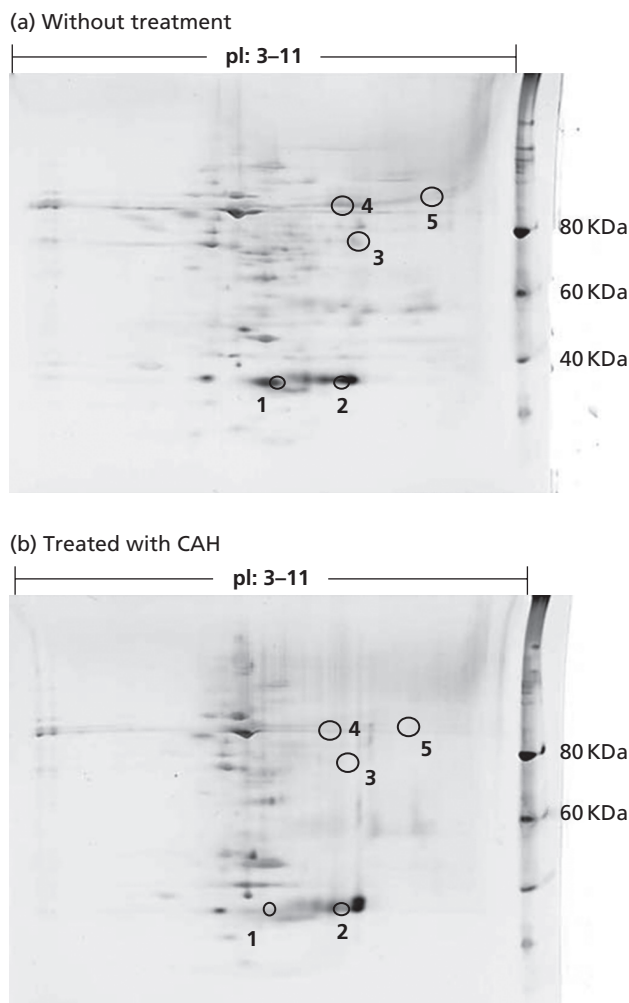 (a) Without treatment
pI: 3–11
4
5
80 KDa
3
60 KDa
40 KDa
1
2
(b) Treated with CAH
pI: 3–11
4
5
80 KDa
3
60 KDa
1
2